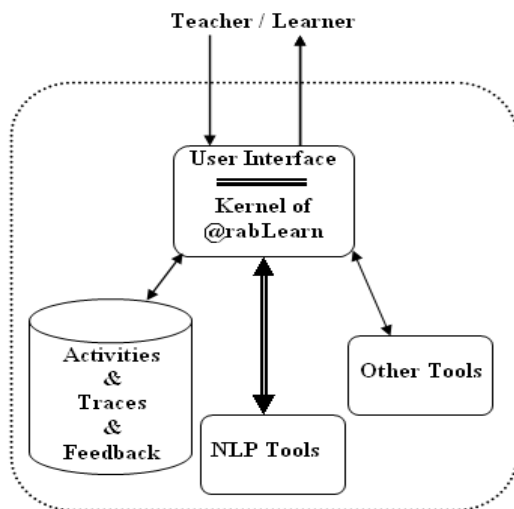 Teacher / Learner
User Interface
Kernel of
@rabLearn
Activities
&
Traces
&
Feedback
Other Tools
NLP Tools